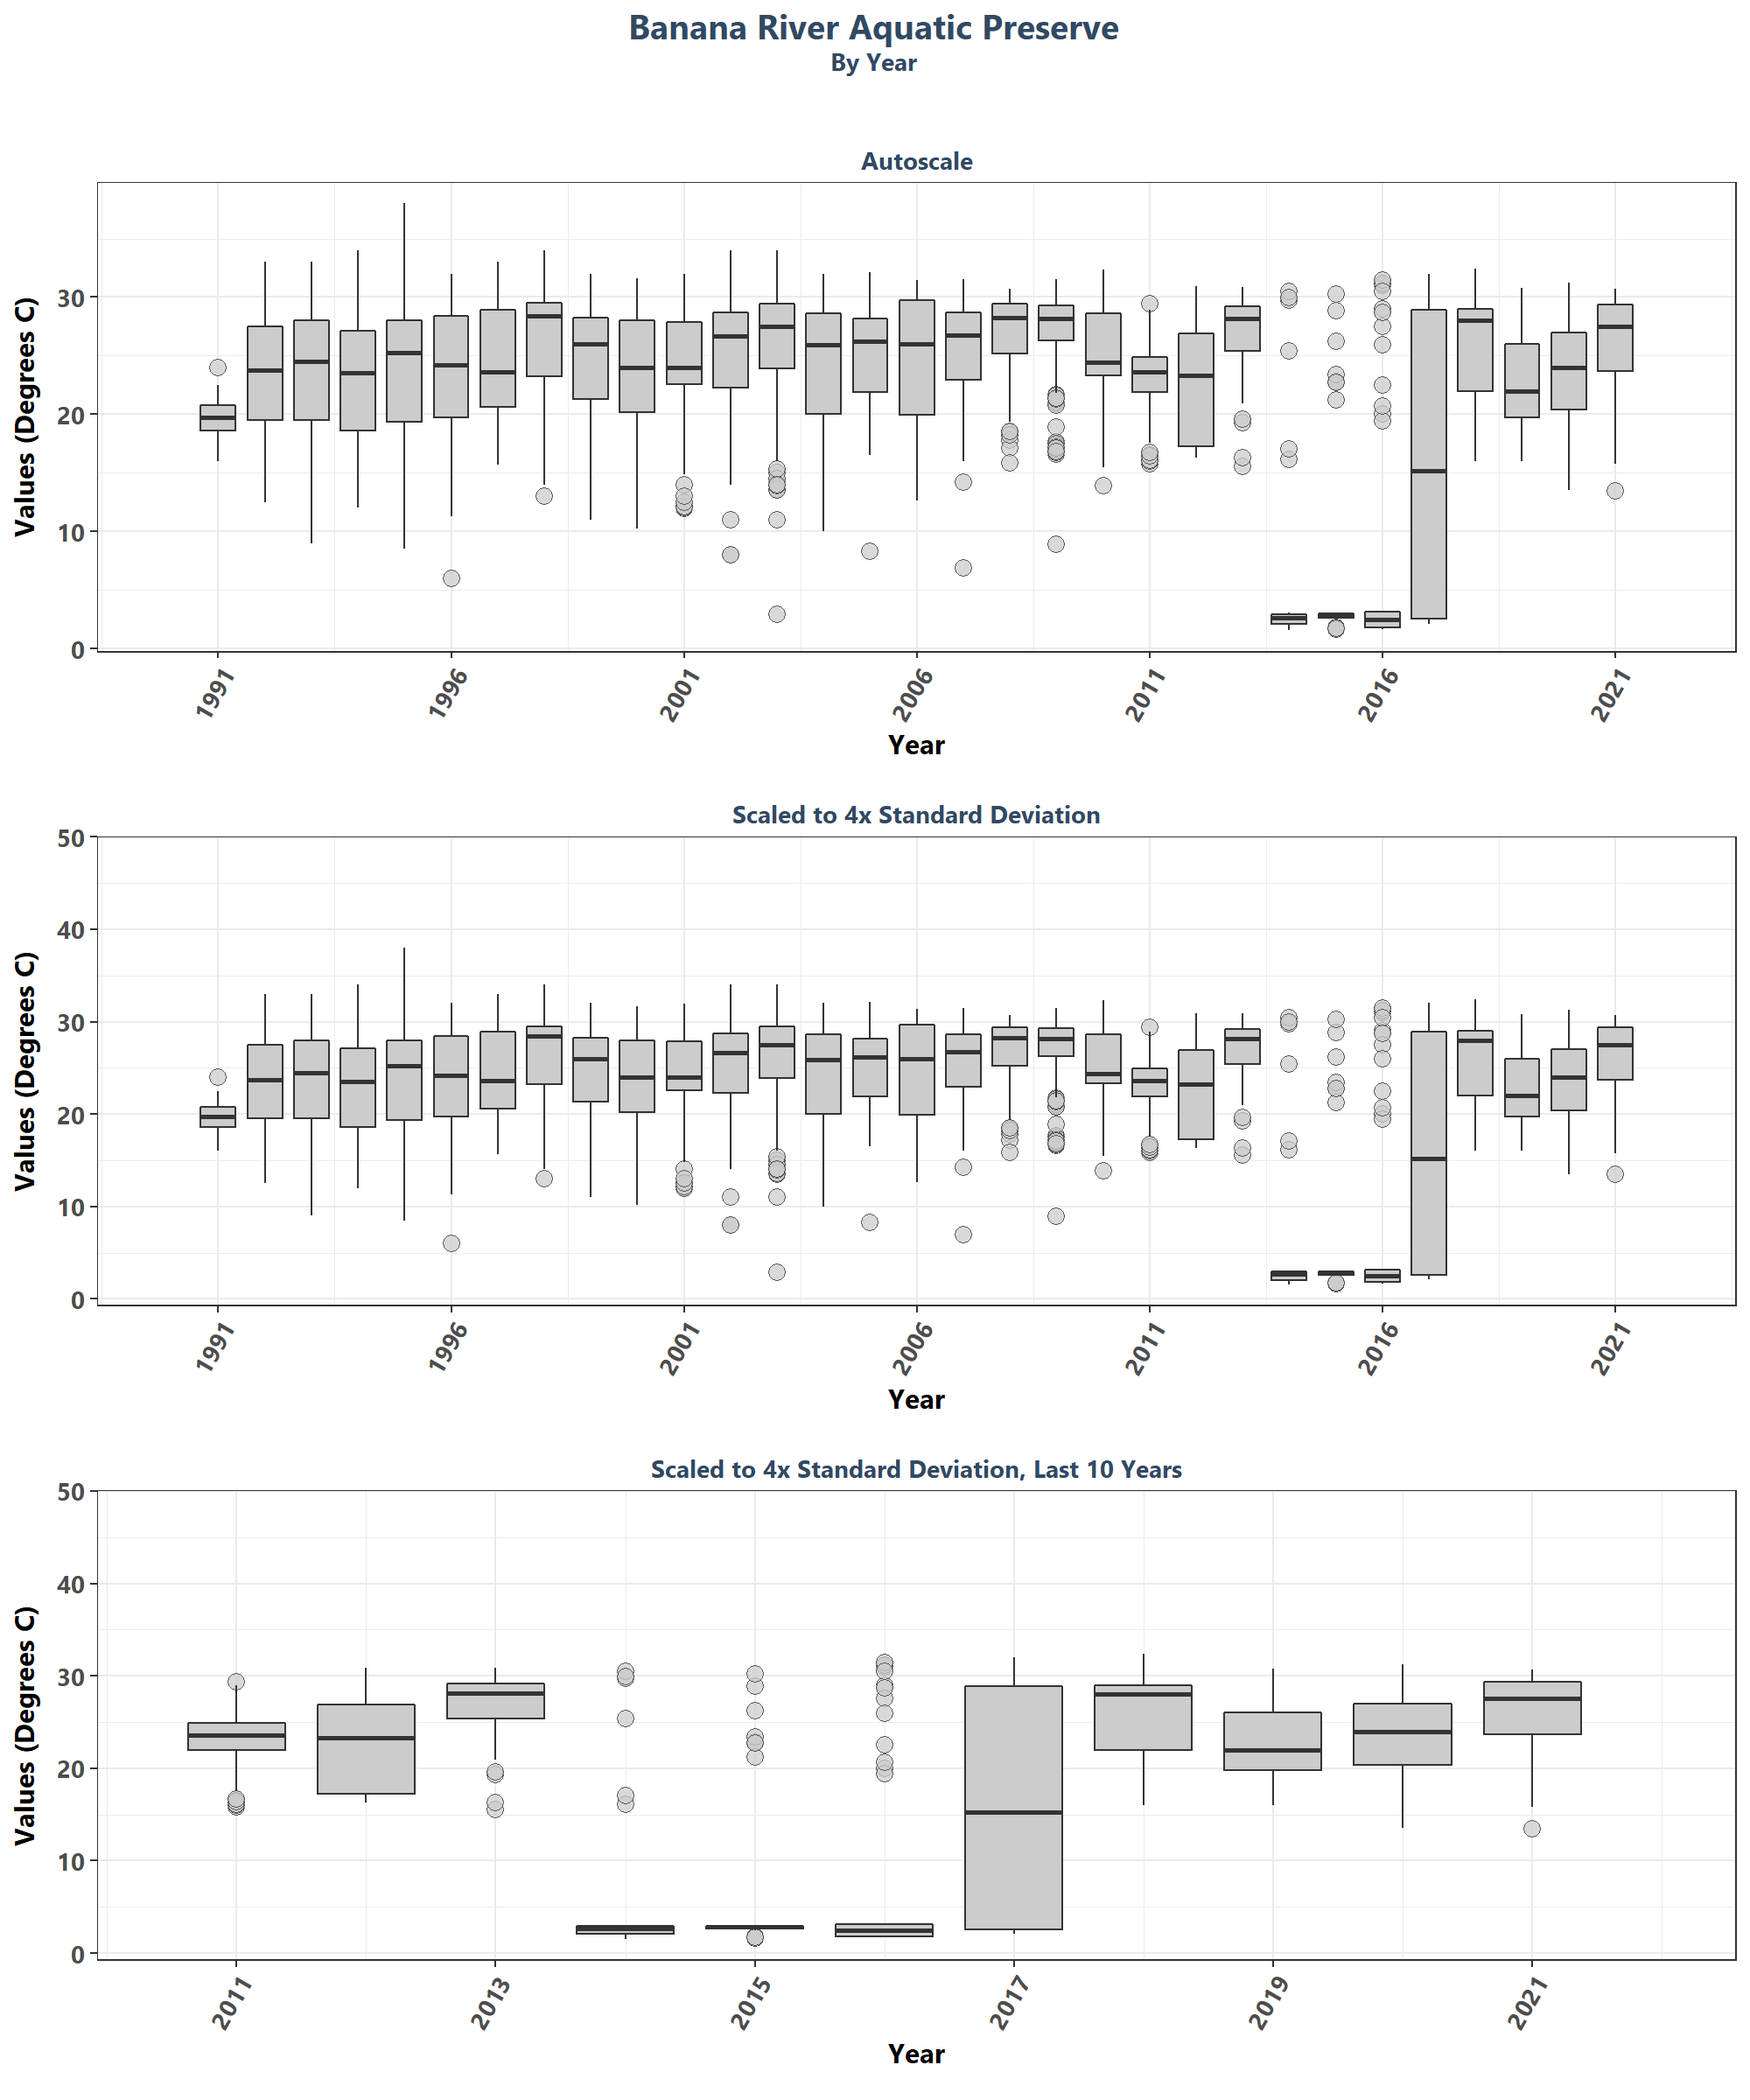 Banana River Aquatic Preserve
By Year
Autoscale
Values (Degrees C)
30
20
10
0
1991 1996 2001 2006 2011 2016 2021
Year
Scaled to 4x Standard Deviation
Values (Degrees C)
50
40
30
20
10
0
1991 1996 2001 2006 2011 2016 2021
Year
Scaled to 4x Standard Deviation, Last 10 Years
Values (Degrees C)
50
40
30
20
10
0
2011 2013 2015 2017 2019 2021
Year